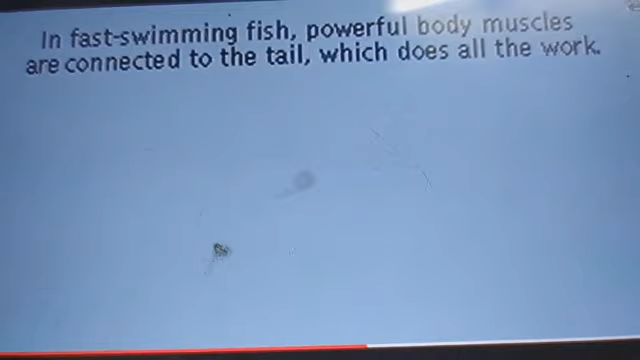 In fast-swimming fish, powerful body muscles
are connected to the tail, which does all the work.